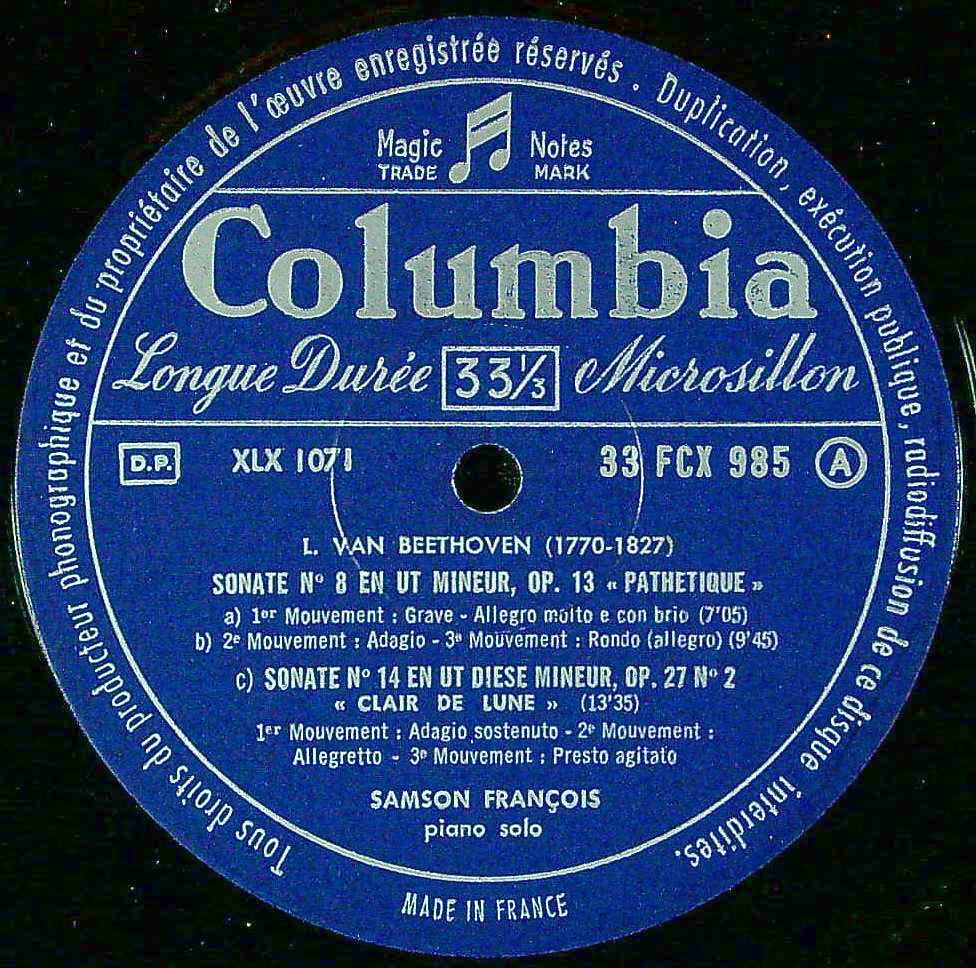 Tous droits du producteur phonographique et du propriétaire de l'œuvre enregistrée réservés . Duplication, exécution publique, radiodiffusion de ce disque interdites.
Magic Notes
TRADE MARK
Columbia
Longue Durée 33 1/3 Microsillon
D.P. XLX 1071 33 FCX 985 A
L. VAN BEETHOVEN (1770-1827)
SONATE Nº 8 EN UT MINEUR, OP. 13 « PATHETIQUE »
a) 1er Mouvement : Grave - Allegro molto e con brio (7'05)
b) 2e Mouvement : Adagio - 3e Mouvement : Rondo (allegro) (9'45)
c) SONATE Nº 14 EN UT DIESE MINEUR, OP. 27 Nº 2
« CLAIR DE LUNE » (13'35)
1er Mouvement : Adagio sostenuto - 2e Mouvement :
Allegretto - 3e Mouvement : Presto agitato
SAMSON FRANÇOIS
piano solo
MADE IN FRANCE